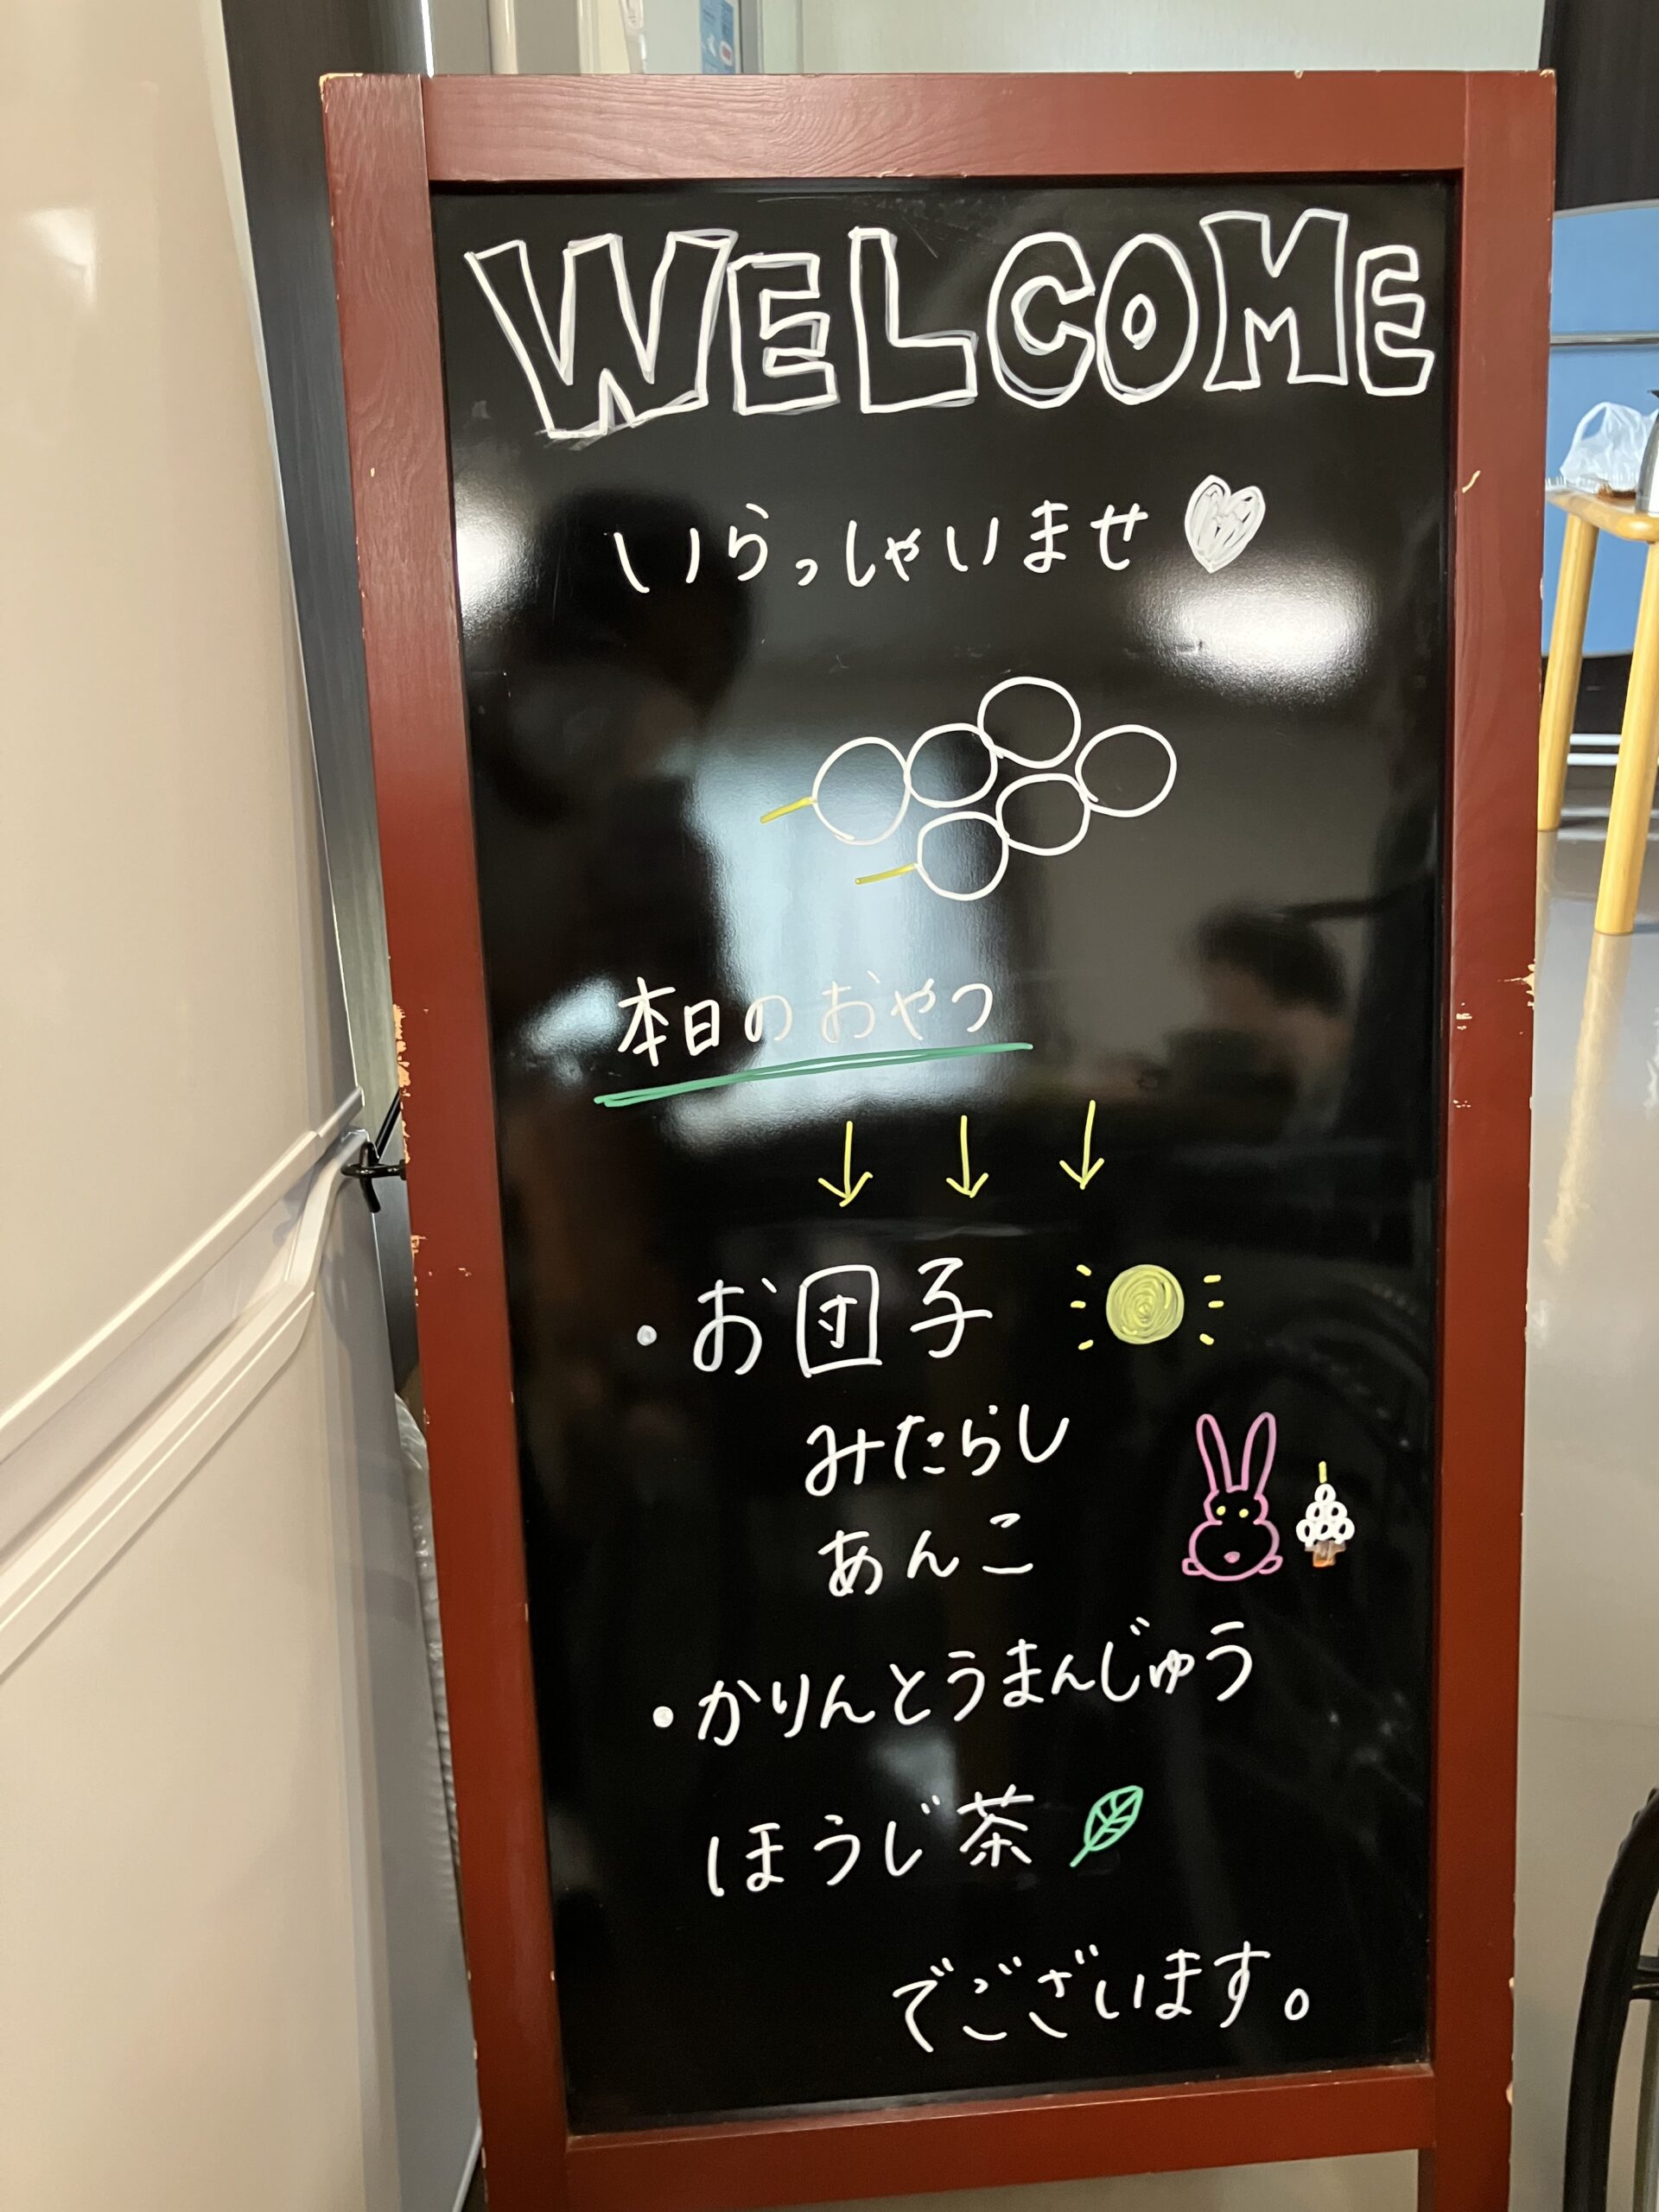 WELCOME
いらっしゃいませ
本日のおやつ
・お団子
みたらし
あんこ
・かりんとうまんじゅう
ほうじ茶
でございます。